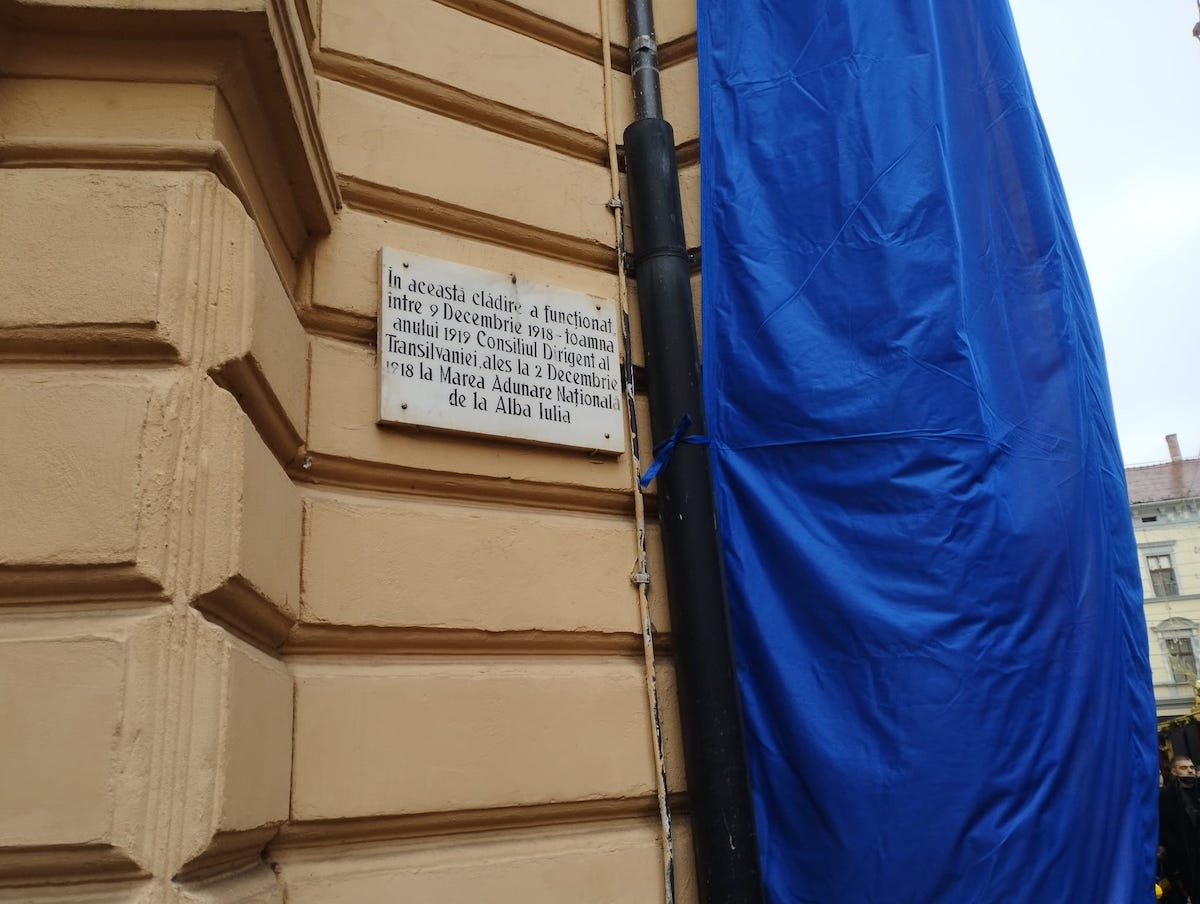 În această clădire a funcționat
între 9 Decembrie 1918-toamna
anului 1919 Consiliul Dirigent al
Transilvaniei, ales la 2 Decembrie
1918 la Marea Adunare Națională
de la Alba Iulia